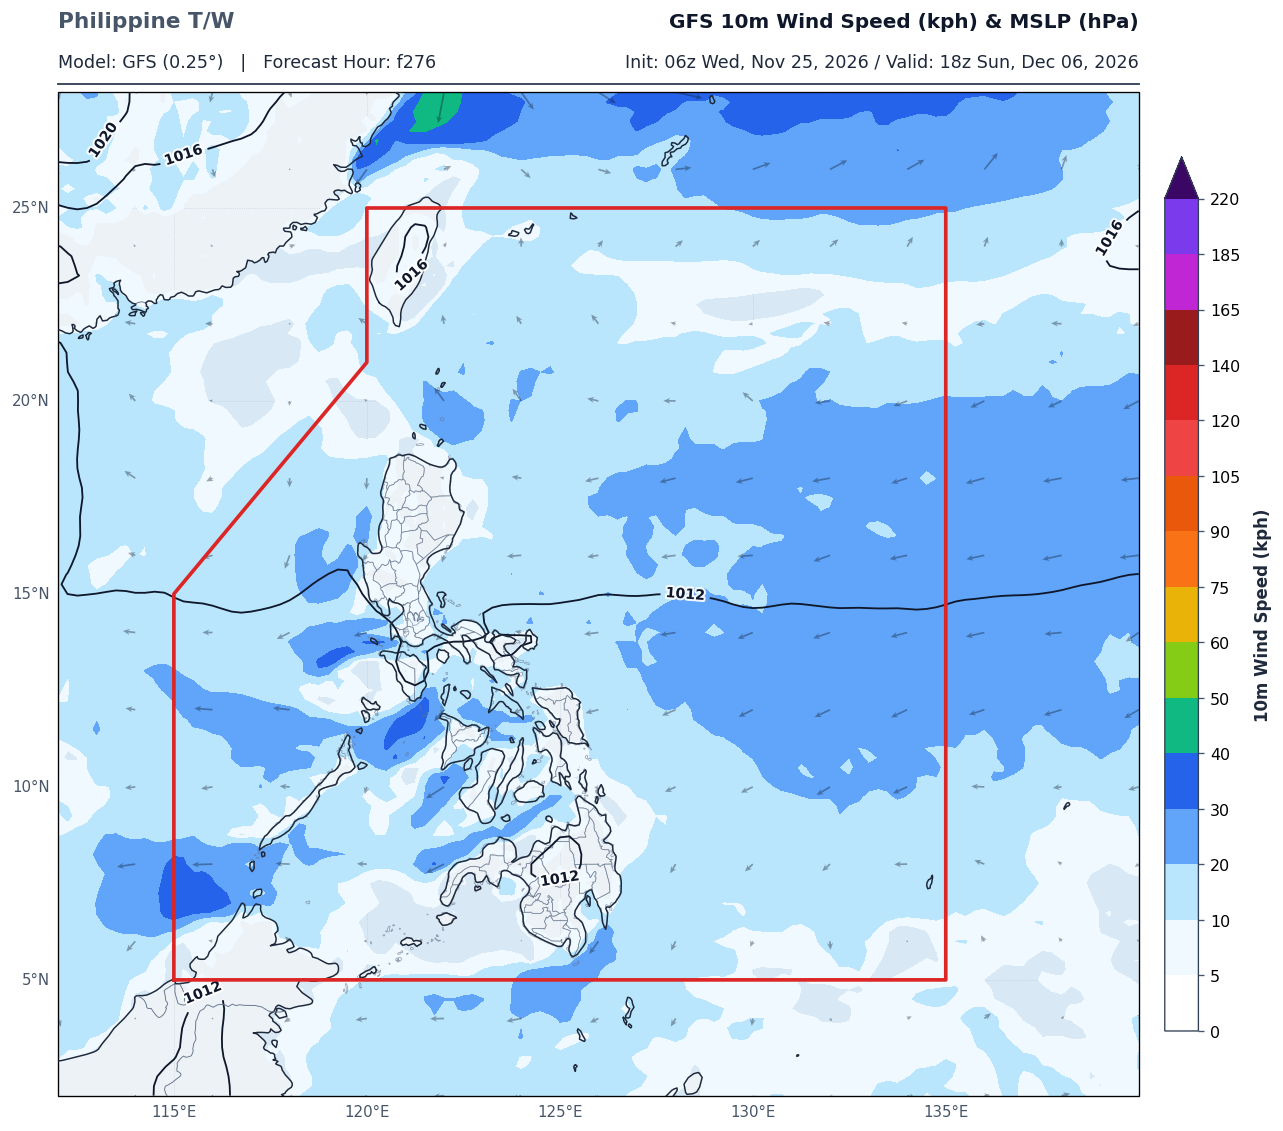 Philippine T/W
GFS 10m Wind Speed (kph) & MSLP (hPa)
Model: GFS (0.25°) | Forecast Hour: f276
Init: 06z Wed, Nov 25, 2026 / Valid: 18z Sun, Dec 06, 2026
1020
1016
1016
1016
1012
1012
1012
25°N
20°N
15°N
10°N
5°N
115°E
120°E
125°E
130°E
135°E
220
185
165
140
120
105
90
75
60
50
40
30
20
10
5
0
10m Wind Speed (kph)